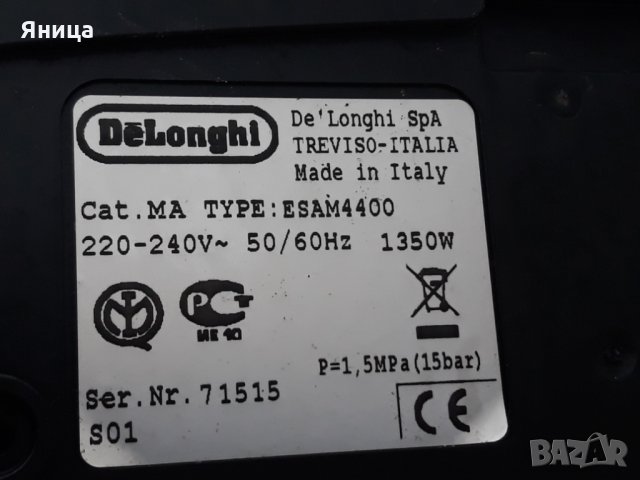 Яница
DeLonghi
De'Longhi SpA
TREVISO-ITALIA
Made in Italy
Cat.MA TYPE:ESAM4400
220-240V~ 50/60Hz 1350W
PCT
ME 10
P=1,5MPa(15bar)
Ser.Nr.71515
S01
CE
BAZAR